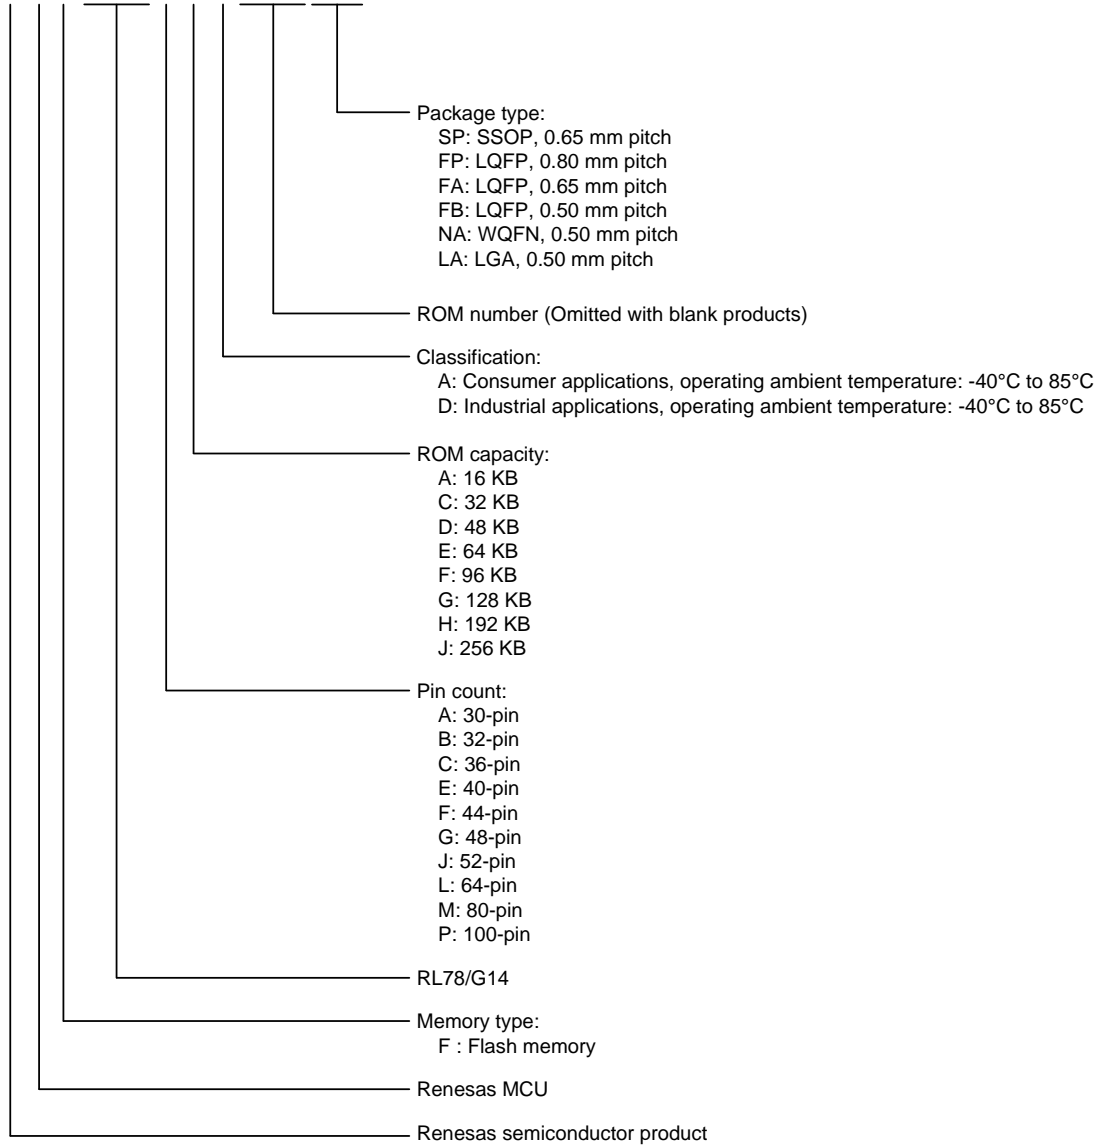 Package type:
SP: SSOP, 0.65 mm pitch
FP: LQFP, 0.80 mm pitch
FA: LQFP, 0.65 mm pitch
FB: LQFP, 0.50 mm pitch
NA: WQFN, 0.50 mm pitch
LA: LGA, 0.50 mm pitch
ROM number (Omitted with blank products)
Classification:
A: Consumer applications, operating ambient temperature: -40°C to 85°C
D: Industrial applications, operating ambient temperature: -40°C to 85°C
ROM capacity:
A: 16 KB
C: 32 KB
D: 48 KB
E: 64 KB
F: 96 KB
G: 128 KB
H: 192 KB
J: 256 KB
Pin count:
A: 30-pin
B: 32-pin
C: 36-pin
E: 40-pin
F: 44-pin
G: 48-pin
J: 52-pin
L: 64-pin
M: 80-pin
P: 100-pin
RL78/G14
Memory type:
F : Flash memory
Renesas MCU
Renesas semiconductor product